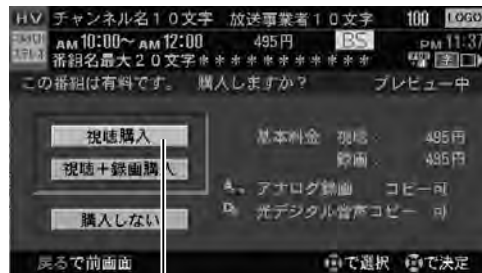 HV チャンネル名10文字 放送事業者10文字 100 LOGO
ステレオ AM 10:00~ AM 12:00 495円 BS PM 11:37
番組名最大20文字＊＊＊＊＊＊＊＊＊＊
この番組は有料です。 購入しますか? プレビュー中
視聴購入 基本料金 視聴: 495円
視聴+録画購入 録画: 495円
アナログ録画 コピー可
購入しない 光デジタル音声コピー 可
戻るで前画面 で選択 で決定